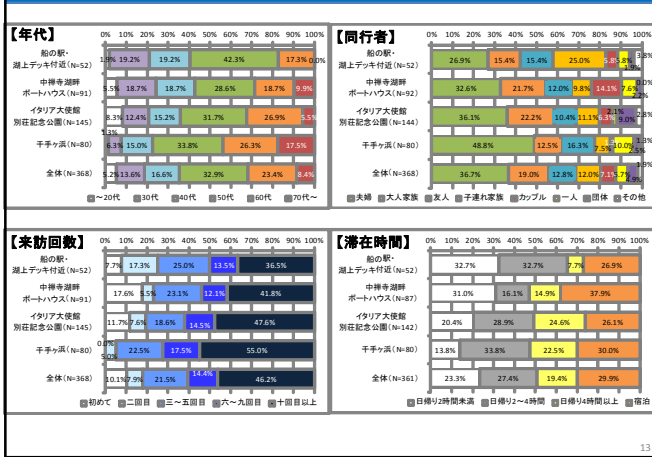 【年代】
0% 10% 20% 30% 40% 50% 60% 70% 80% 90% 100%
船の駅・
湖上デッキ付近(N=52)
1.9% 19.2% 19.2% 42.3% 17.3% 0.0%
中禅寺湖畔
ボートハウス(N=91)
5.5% 18.7% 18.7% 28.6% 18.7% 9.9%
イタリア大使館
別荘記念公園(N=145)
8.3% 12.4% 15.2% 31.7% 26.9% 5.5%
千手ヶ浜(N=80)
1.3% 6.3% 15.0% 33.8% 26.3% 17.5%
全体(N=368)
5.2% 13.6% 16.6% 32.9% 23.4% 8.4%
～20代 30代 40代 50代 60代 70代～
【同行者】
0% 10% 20% 30% 40% 50% 60% 70% 80% 90% 100%
船の駅・
湖上デッキ付近(N=52)
26.9% 15.4% 15.4% 25.0% 5.8% 5.8% 1.9% 3.8%
中禅寺湖畔
ボートハウス(N=92)
32.6% 21.7% 12.0% 9.8% 14.1% 7.6% 0.0% 2.2%
イタリア大使館
別荘記念公園(N=144)
36.1% 22.2% 10.4% 11.1% 6.3% 2.1% 9.0% 2.8%
千手ヶ浜(N=80)
48.8% 12.5% 16.3% 7.5% 10.0% 2.5% 1.3%
全体(N=368)
36.7% 19.0% 12.8% 12.0% 7.1% 5.7% 4.9% 1.9%
夫婦 大人家族 友人 子連れ家族 カップル 一人 団体 その他
【来訪回数】
0% 10% 20% 30% 40% 50% 60% 70% 80% 90% 100%
船の駅・
湖上デッキ付近(N=52)
7.7% 17.3% 25.0% 13.5% 36.5%
中禅寺湖畔
ボートハウス(N=91)
17.6% 5.5% 23.1% 12.1% 41.8%
イタリア大使館
別荘記念公園(N=145)
11.7% 7.6% 18.6% 14.5% 47.6%
千手ヶ浜(N=80)
0.0% 5.0% 22.5% 17.5% 55.0%
全体(N=368)
10.1% 7.9% 21.5% 14.4% 46.2%
初めて 二回目 三～五回目 六～九回目 十回目以上
【滞在時間】
0% 10% 20% 30% 40% 50% 60% 70% 80% 90% 100%
船の駅・
湖上デッキ付近(N=52)
32.7% 32.7% 7.7% 26.9%
中禅寺湖畔
ボートハウス(N=87)
31.0% 16.1% 14.9% 37.9%
イタリア大使館
別荘記念公園(N=142)
20.4% 28.9% 24.6% 26.1%
千手ヶ浜(N=80)
13.8% 33.8% 22.5% 30.0%
全体(N=361)
23.3% 27.4% 19.4% 29.9%
日帰り2時間未満 日帰り2～4時間 日帰り4時間以上 宿泊
13